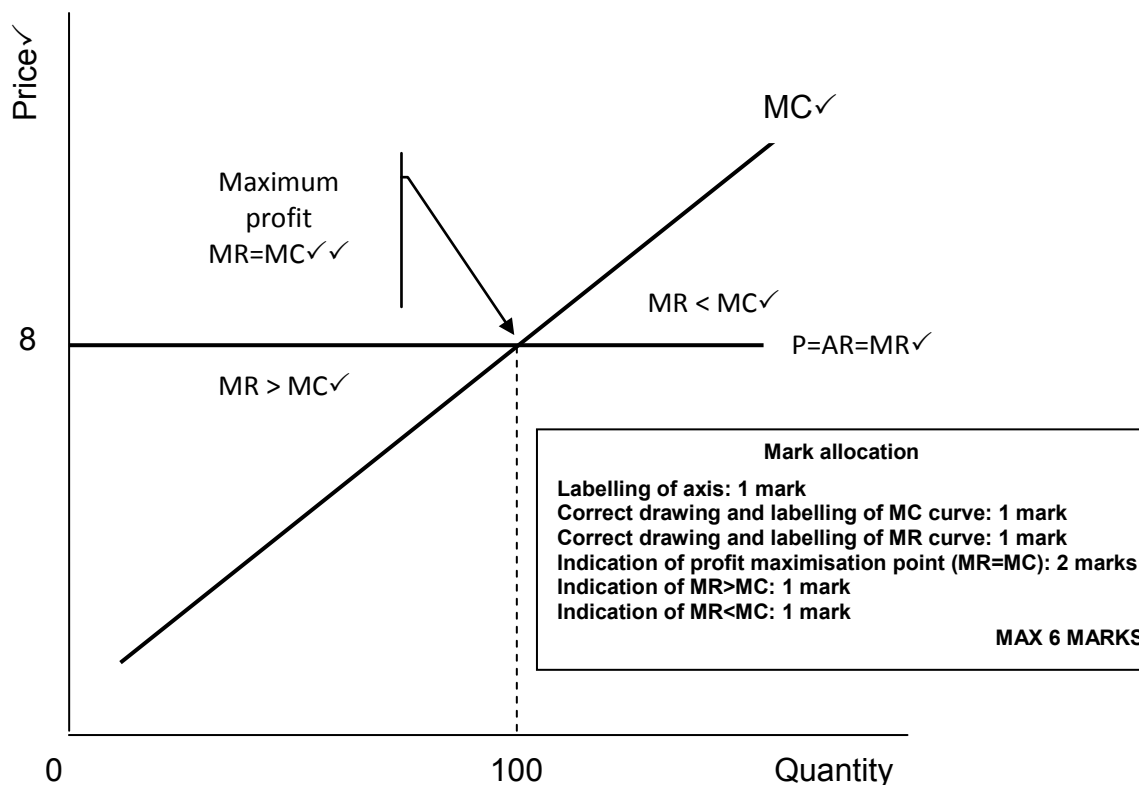 Price✓
MC✓
Maximum
profit
MR=MC✓✓
MR < MC✓
8
P=AR=MR✓
MR > MC✓
Mark allocation
Labelling of axis: 1 mark
Correct drawing and labelling of MC curve: 1 mark
Correct drawing and labelling of MR curve: 1 mark
Indication of profit maximisation point (MR=MC): 2 marks
Indication of MR>MC: 1 mark
Indication of MR<MC: 1 mark
MAX 6 MARKS
0
100
Quantity